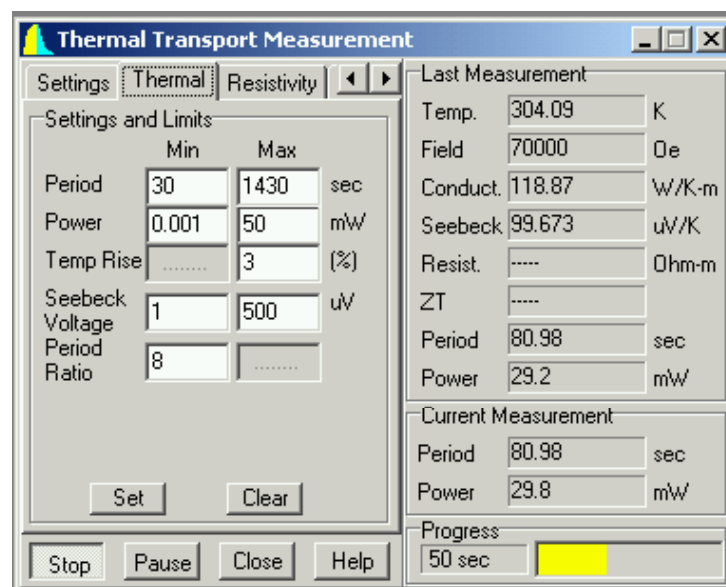 Thermal Transport Measurement
Settings Thermal Resistivity
Settings and Limits
Min Max
Period 30 1430 sec
Power 0.001 50 mW
Temp Rise ........ 3 (%)
Seebeck Voltage 1 500 uV
Period Ratio 8 ........
Set Clear
Stop Pause Close Help
Last Measurement
Temp. 304.09 K
Field 70000 Oe
Conduct. 118.87 W/K-m
Seebeck 99.673 uV/K
Resist. ----- Ohm-m
ZT -----
Period 80.98 sec
Power 29.2 mW
Current Measurement
Period 80.98 sec
Power 29.8 mW
Progress
50 sec